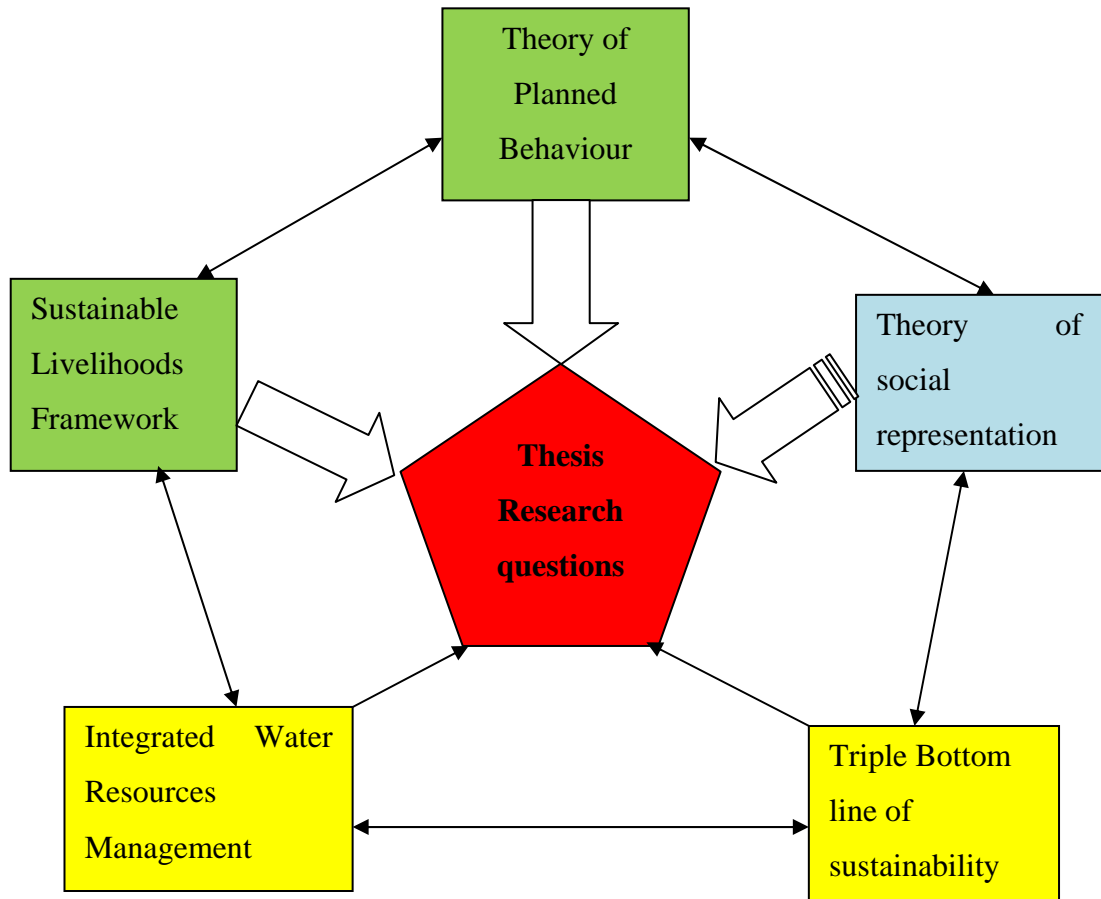 Theory of
Planned
Behaviour
Sustainable
Livelihoods
Framework
Theory of
social
representation
Thesis
Research
questions
Integrated Water
Resources
Management
Triple Bottom
line of
sustainability